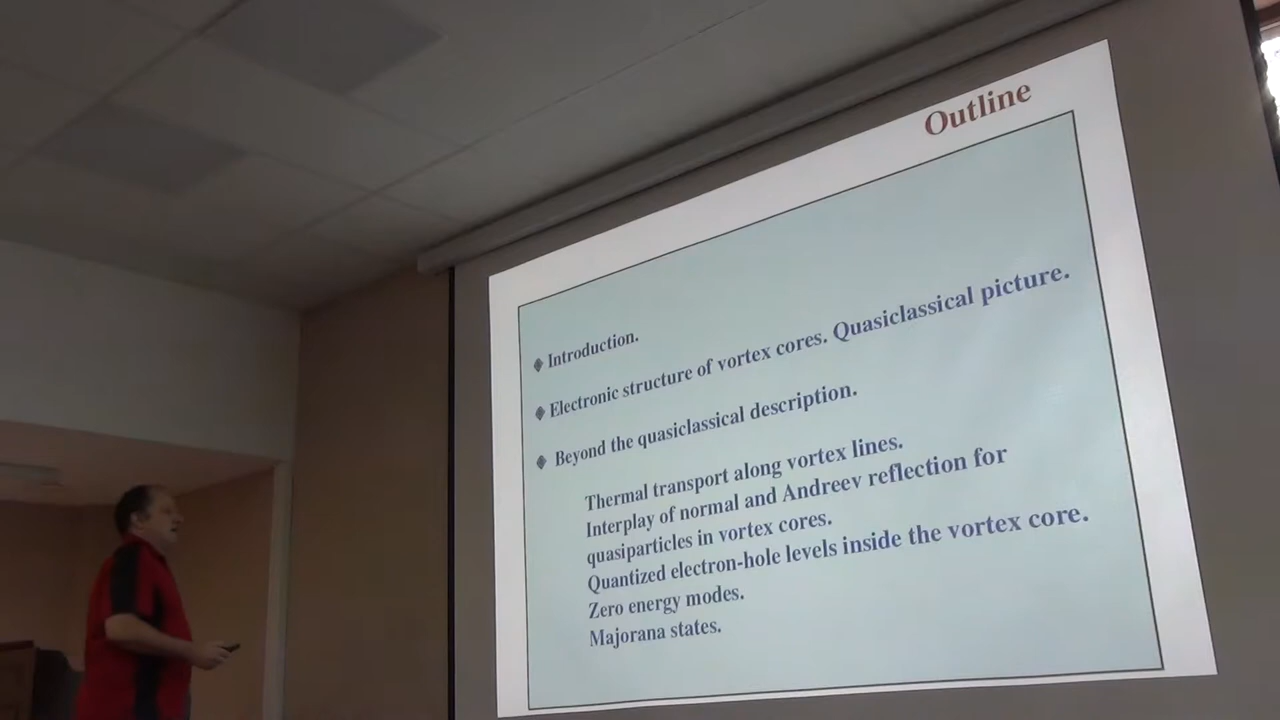 Outline
Introduction.
Electronic structure of vortex cores. Quasiclassical picture.
Beyond the quasiclassical description.
Thermal transport along vortex lines.
Interplay of normal and Andreev reflection for
quasiparticles in vortex cores.
Quantized electron-hole levels inside the vortex core.
Zero energy modes.
Majorana states.